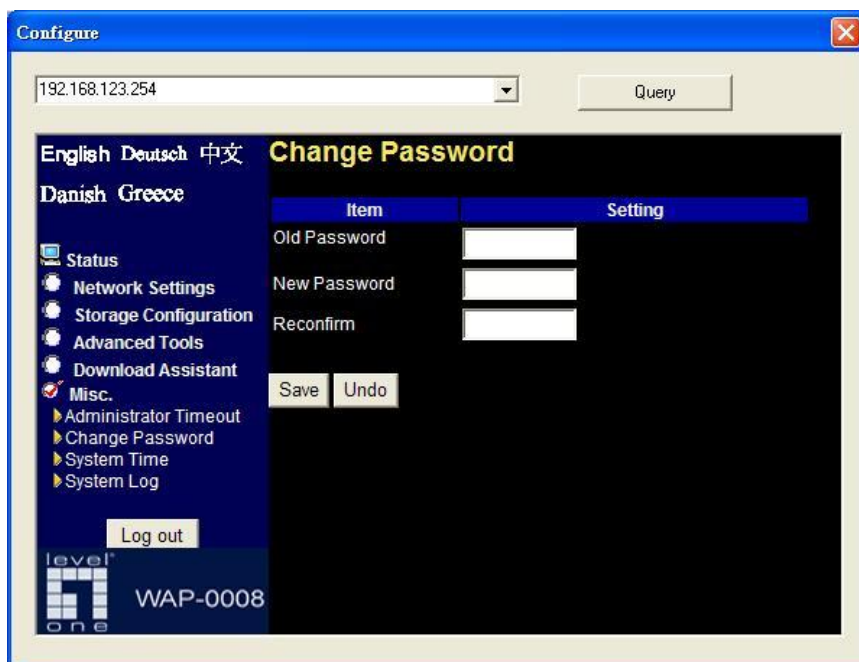 Configure
192.168.123.254
Query
English Deutsch 中文
Danish Greece
Status
Network Settings
Storage Configuration
Advanced Tools
Download Assistant
Misc.
Administrator Timeout
Change Password
System Time
System Log
Log out
level
one
WAP-0008
Change Password
Item Setting
Old Password
New Password
Reconfirm
Save Undo